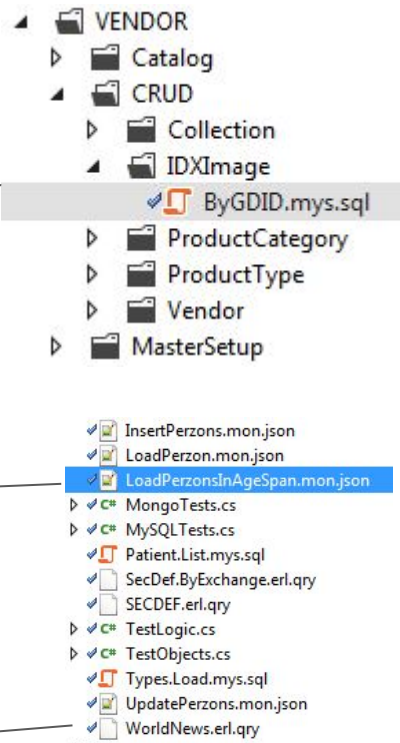 VENDOR
Catalog
CRUD
Collection
IDXImage
ByGDID.mys.sql
ProductCategory
ProductType
Vendor
MasterSetup
InsertPerzons.mon.json
LoadPerzon.mon.json
LoadPerzonsInAgeSpan.mon.json
C# MongoTests.cs
C# MySQLTests.cs
Patient.List.mys.sql
SecDef.ByExchange.erl.qry
SECDEF.erl.qry
C# TestLogic.cs
C# TestObjects.cs
Types.Load.mys.sql
UpdatePerzons.mon.json
WorldNews.erl.qry